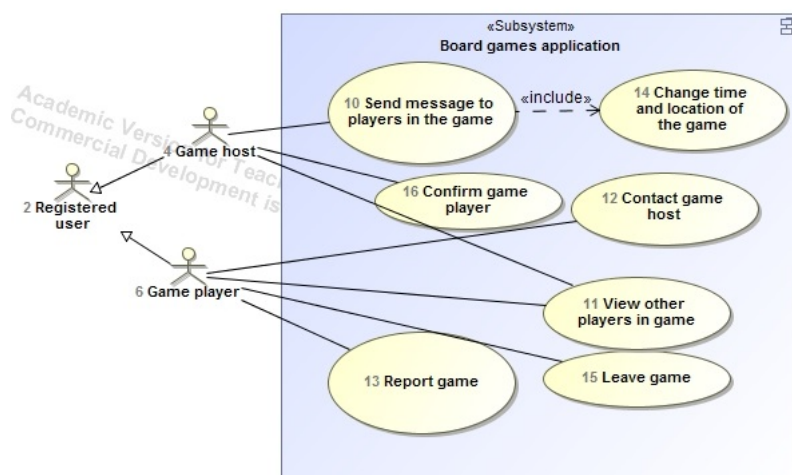 «Subsystem»
Board games application
Academic Version for Teac
Commercial Development is
10 Send message to
players in the game
«include»
14 Change time
and location of
the game
4 Game host
16 Confirm game
player
12 Contact game
host
2 Registered
user
6 Game player
11 View other
players in game
13 Report game
15 Leave game